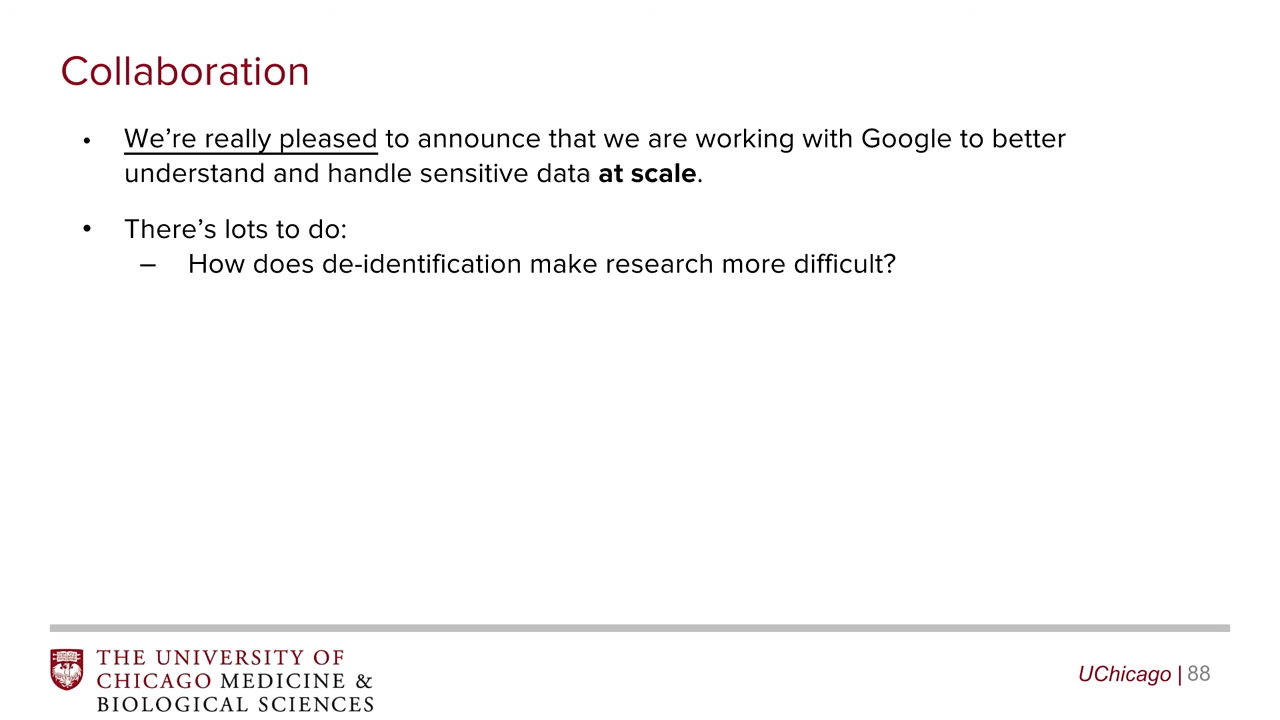 Collaboration
• We’re really pleased to announce that we are working with Google to better
understand and handle sensitive data at scale.
• There’s lots to do:
– How does de-identification make research more difficult?
THE UNIVERSITY OF
CHICAGO MEDICINE &
BIOLOGICAL SCIENCES
UChicago | 88